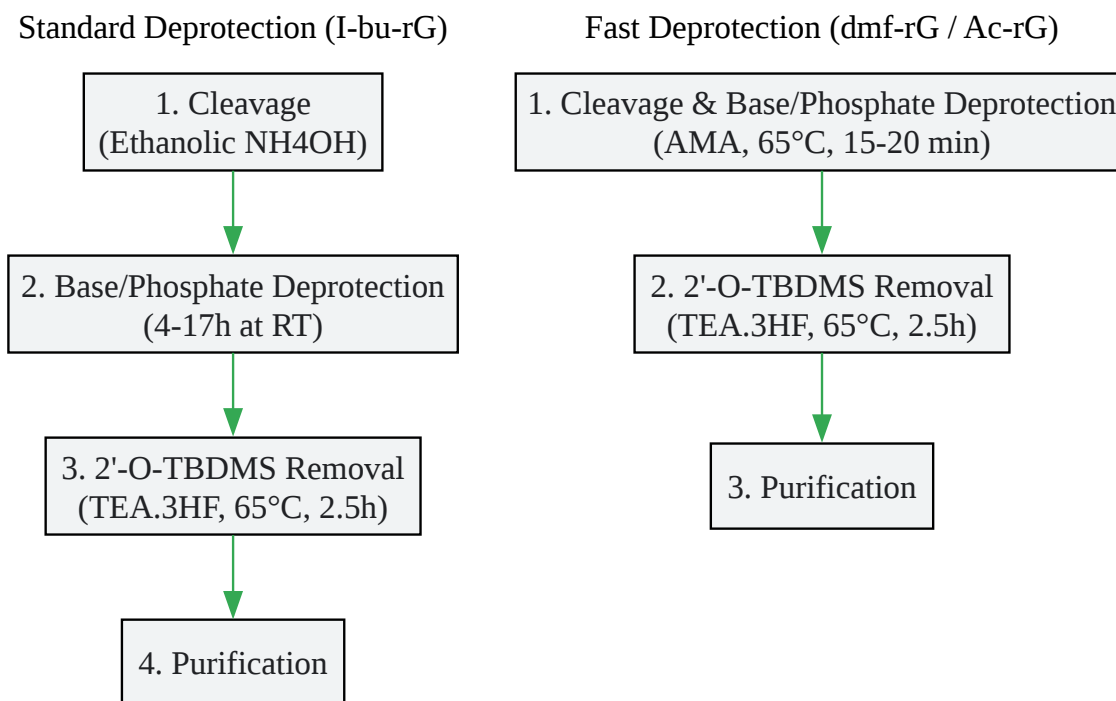 Standard Deprotection (I-bu-rG)
1. Cleavage
(Ethanolic NH4OH)
2. Base/Phosphate Deprotection
(4-17h at RT)
3. 2'-O-TBDMS Removal
(TEA.3HF, 65°C, 2.5h)
4. Purification
Fast Deprotection (dmf-rG / Ac-rG)
1. Cleavage & Base/Phosphate Deprotection
(AMA, 65°C, 15-20 min)
2. 2'-O-TBDMS Removal
(TEA.3HF, 65°C, 2.5h)
3. Purification